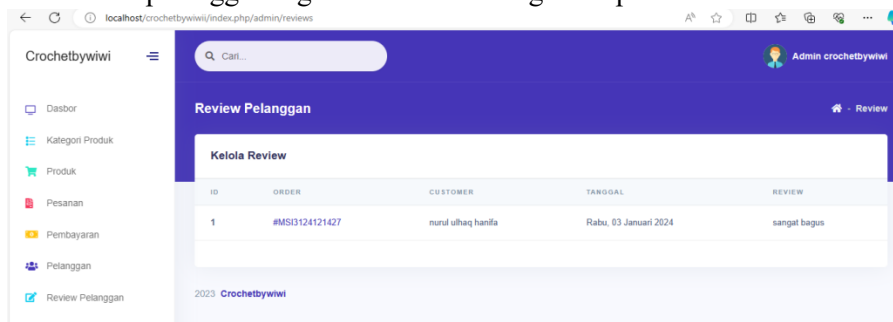 localhost/crochetbywiwii/index.php/admin/reviews
Crochetbywiwi
Cari...
Admin crochetbywiwi
Dasbor
Kategori Produk
Produk
Pesanan
Pembayaran
Pelanggan
Review Pelanggan
Review Pelanggan
- Review
Kelola Review
ID ORDER CUSTOMER TANGGAL REVIEW
1 #MSI3124121427 nurul ulhaq hanifa Rabu, 03 Januari 2024 sangat bagus
2023 Crochetbywiwi